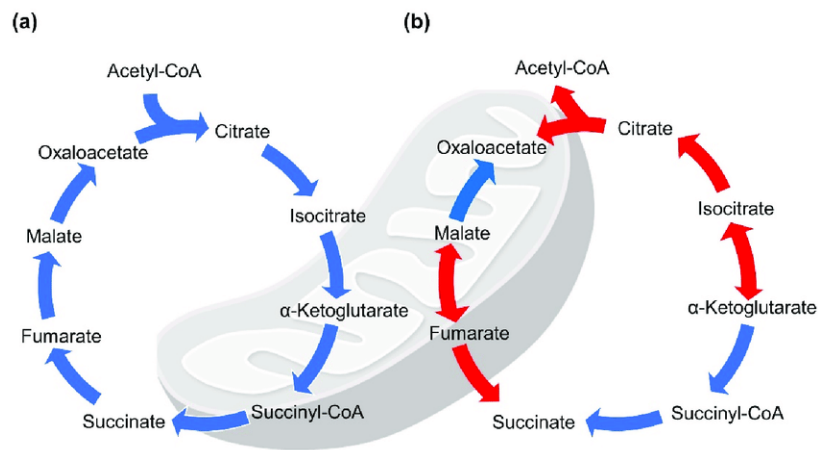 (a)
Acetyl-CoA
Citrate
Oxaloacetate
Isocitrate
Malate
α-Ketoglutarate
Fumarate
Succinyl-CoA
Succinate
(b)
Acetyl-CoA
Citrate
Oxaloacetate
Isocitrate
Malate
α-Ketoglutarate
Fumarate
Succinyl-CoA
Succinate